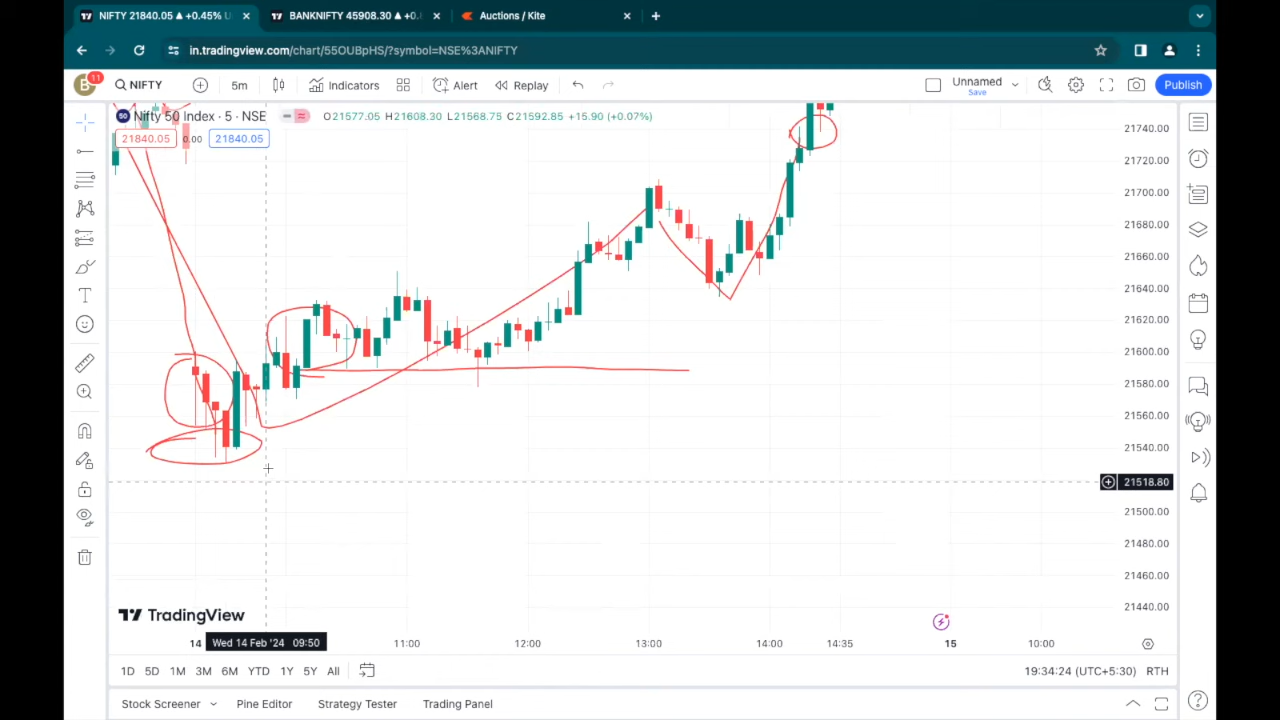 NIFTY 21840.05 ▲ +0.45%
BANKNIFTY 45908.30 ▲ +0.
Auctions / Kite
in.tradingview.com/chart/55OUBpHS/?symbol=NSE%3ANIFTY
B 11
NIFTY
5m
Indicators
Alert
Replay
Unnamed
Save
Publish
50 Nifty 50 Index · 5 · NSE
O21577.05 H21608.30 L21568.75 C21592.85 +15.90 (+0.07%)
21840.05 0.00 21840.05
21740.00
21720.00
21700.00
21680.00
21660.00
21640.00
21620.00
21600.00
21580.00
21560.00
21540.00
21518.80
21500.00
21480.00
21460.00
21440.00
TradingView
14 Wed 14 Feb '24 09:50 11:00 12:00 13:00 14:00 14:35 15 10:00
1D 5D 1M 3M 6M YTD 1Y 5Y All
19:34:24 (UTC+5:30) RTH
Stock Screener Pine Editor Strategy Tester Trading Panel